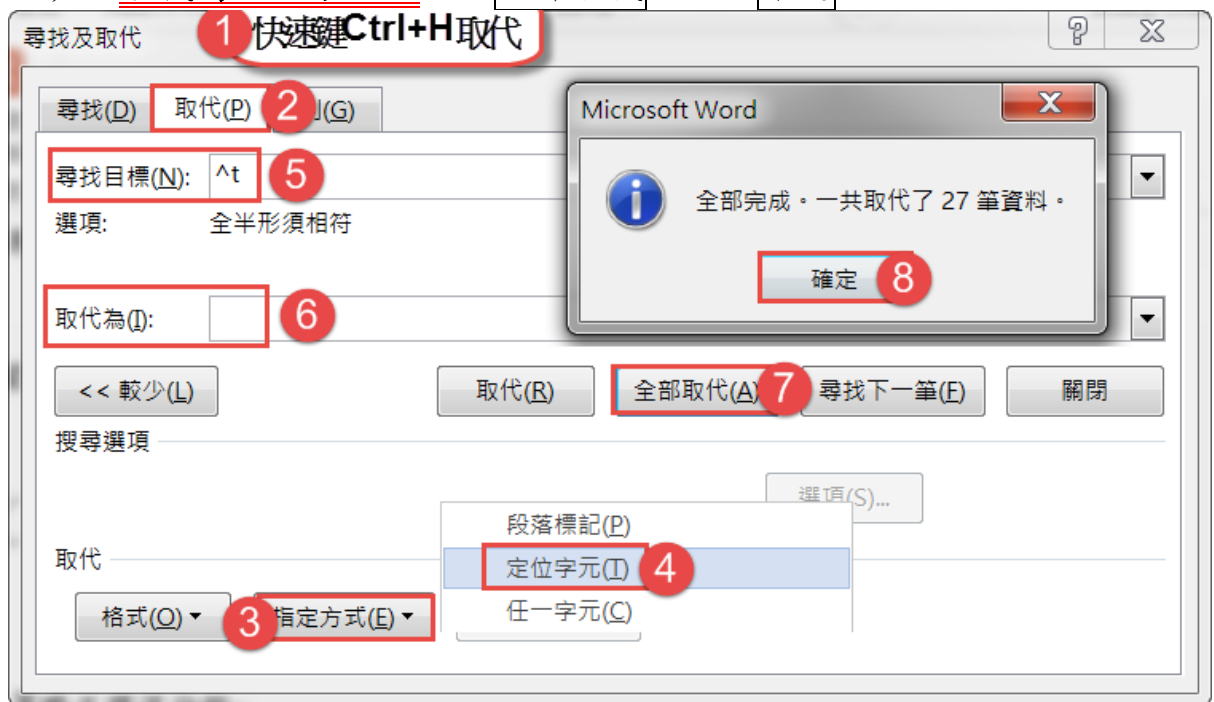 尋找及取代
1 快速鍵Ctrl+H取代
尋找(D) 取代(P) 2 (G)
尋找目標(N): ^t 5
選項: 全半形須相符
取代為(I): 6
Microsoft Word
全部完成。一共取代了 27 筆資料。
確定 8
<< 較少(L) 取代(R) 全部取代(A) 7 尋找下一筆(F) 關閉
搜尋選項
選項(S)...
段落標記(P)
取代
定位字元(T) 4
任一字元(C)
格式(O) 3 指定方式(E)